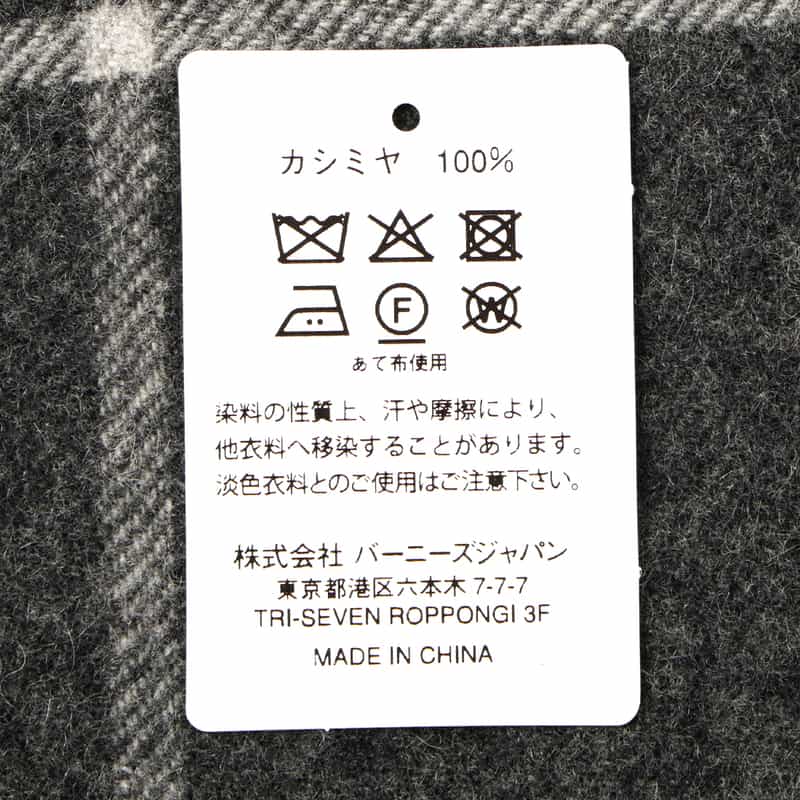 カシミヤ 100%
F
W
あて布使用
染料の性質上、汗や摩擦により、
他衣料へ移染することがあります。
淡色衣料とのご使用はご注意下さい。
株式会社 バーニーズジャパン
東京都港区六本木 7-7-7
TRI-SEVEN ROPPONGI 3F
MADE IN CHINA